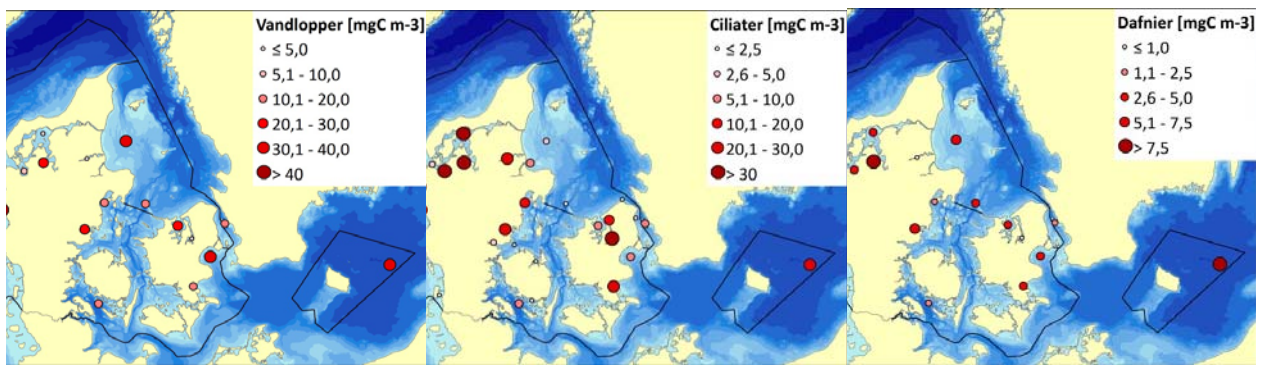 Vandlopper [mgC m-3]
≤ 5,0
5,1 - 10,0
10,1 - 20,0
20,1 - 30,0
30,1 - 40,0
> 40
Ciliater [mgC m-3]
≤ 2,5
2,6 - 5,0
5,1 - 10,0
10,1 - 20,0
20,1 - 30,0
> 30
Dafnier [mgC m-3]
≤ 1,0
1,1 - 2,5
2,6 - 5,0
5,1 - 7,5
> 7,5